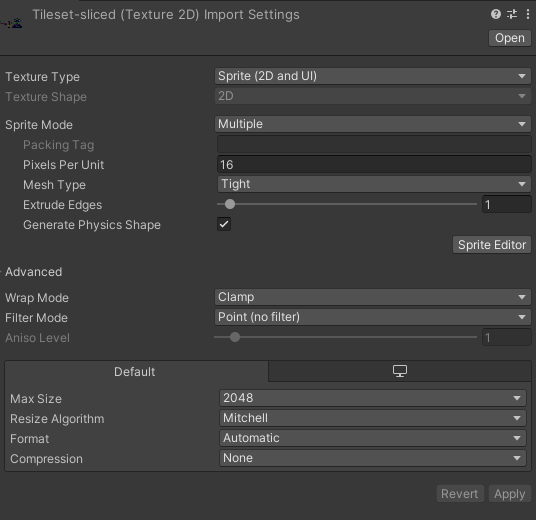 Tileset-sliced (Texture 2D) Import Settings
Open
Texture Type Sprite (2D and UI)
Texture Shape 2D
Sprite Mode Multiple
Packing Tag
Pixels Per Unit 16
Mesh Type Tight
Extrude Edges 1
Generate Physics Shape
Sprite Editor
Advanced
Wrap Mode Clamp
Filter Mode Point (no filter)
Aniso Level 1
Default
Max Size 2048
Resize Algorithm Mitchell
Format Automatic
Compression None
Revert Apply